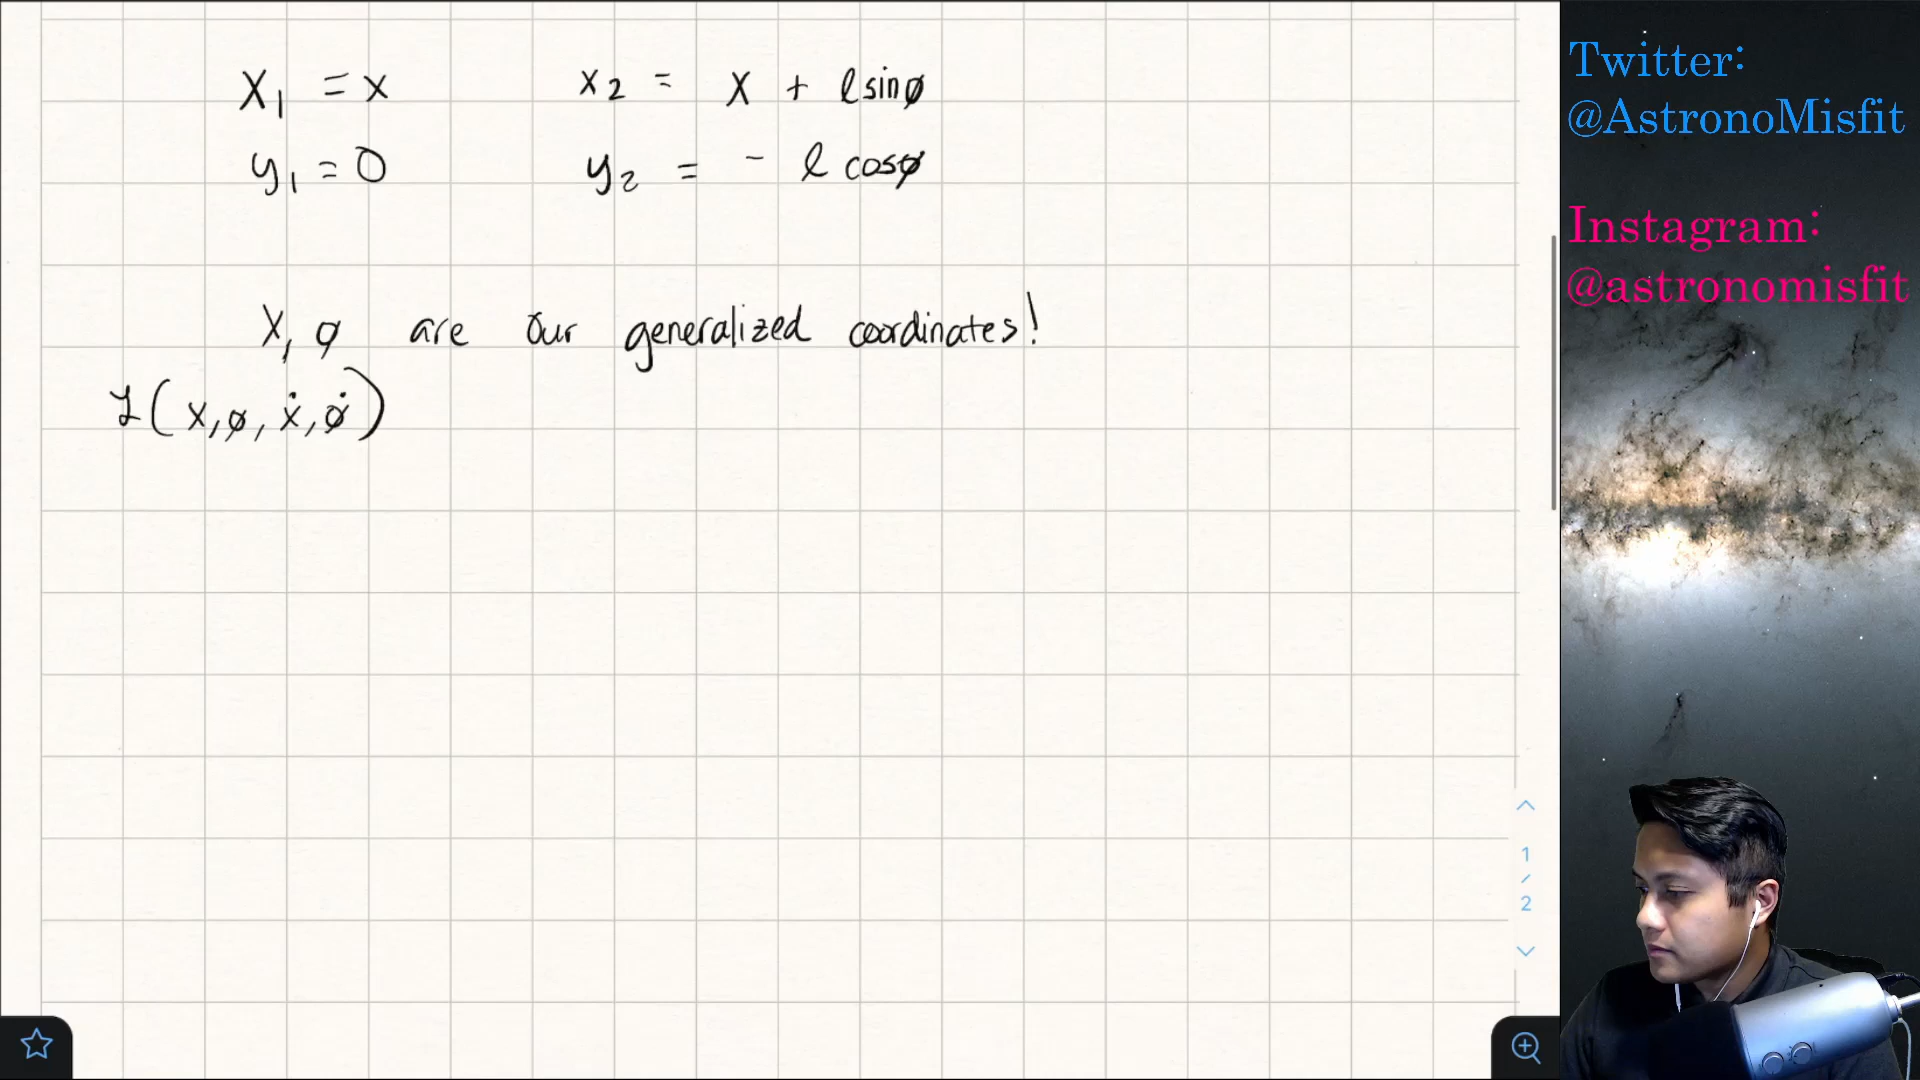 x₁ = x    x₂ = x + ℓ sinφ
y₁ = 0    y₂ = - ℓ cosφ
x, φ are our generalized coordinates!
ℒ(x, φ, ẋ, φ̇)
Twitter:
@AstronoMisfit
Instagram:
@astronomisfit
1
/
2